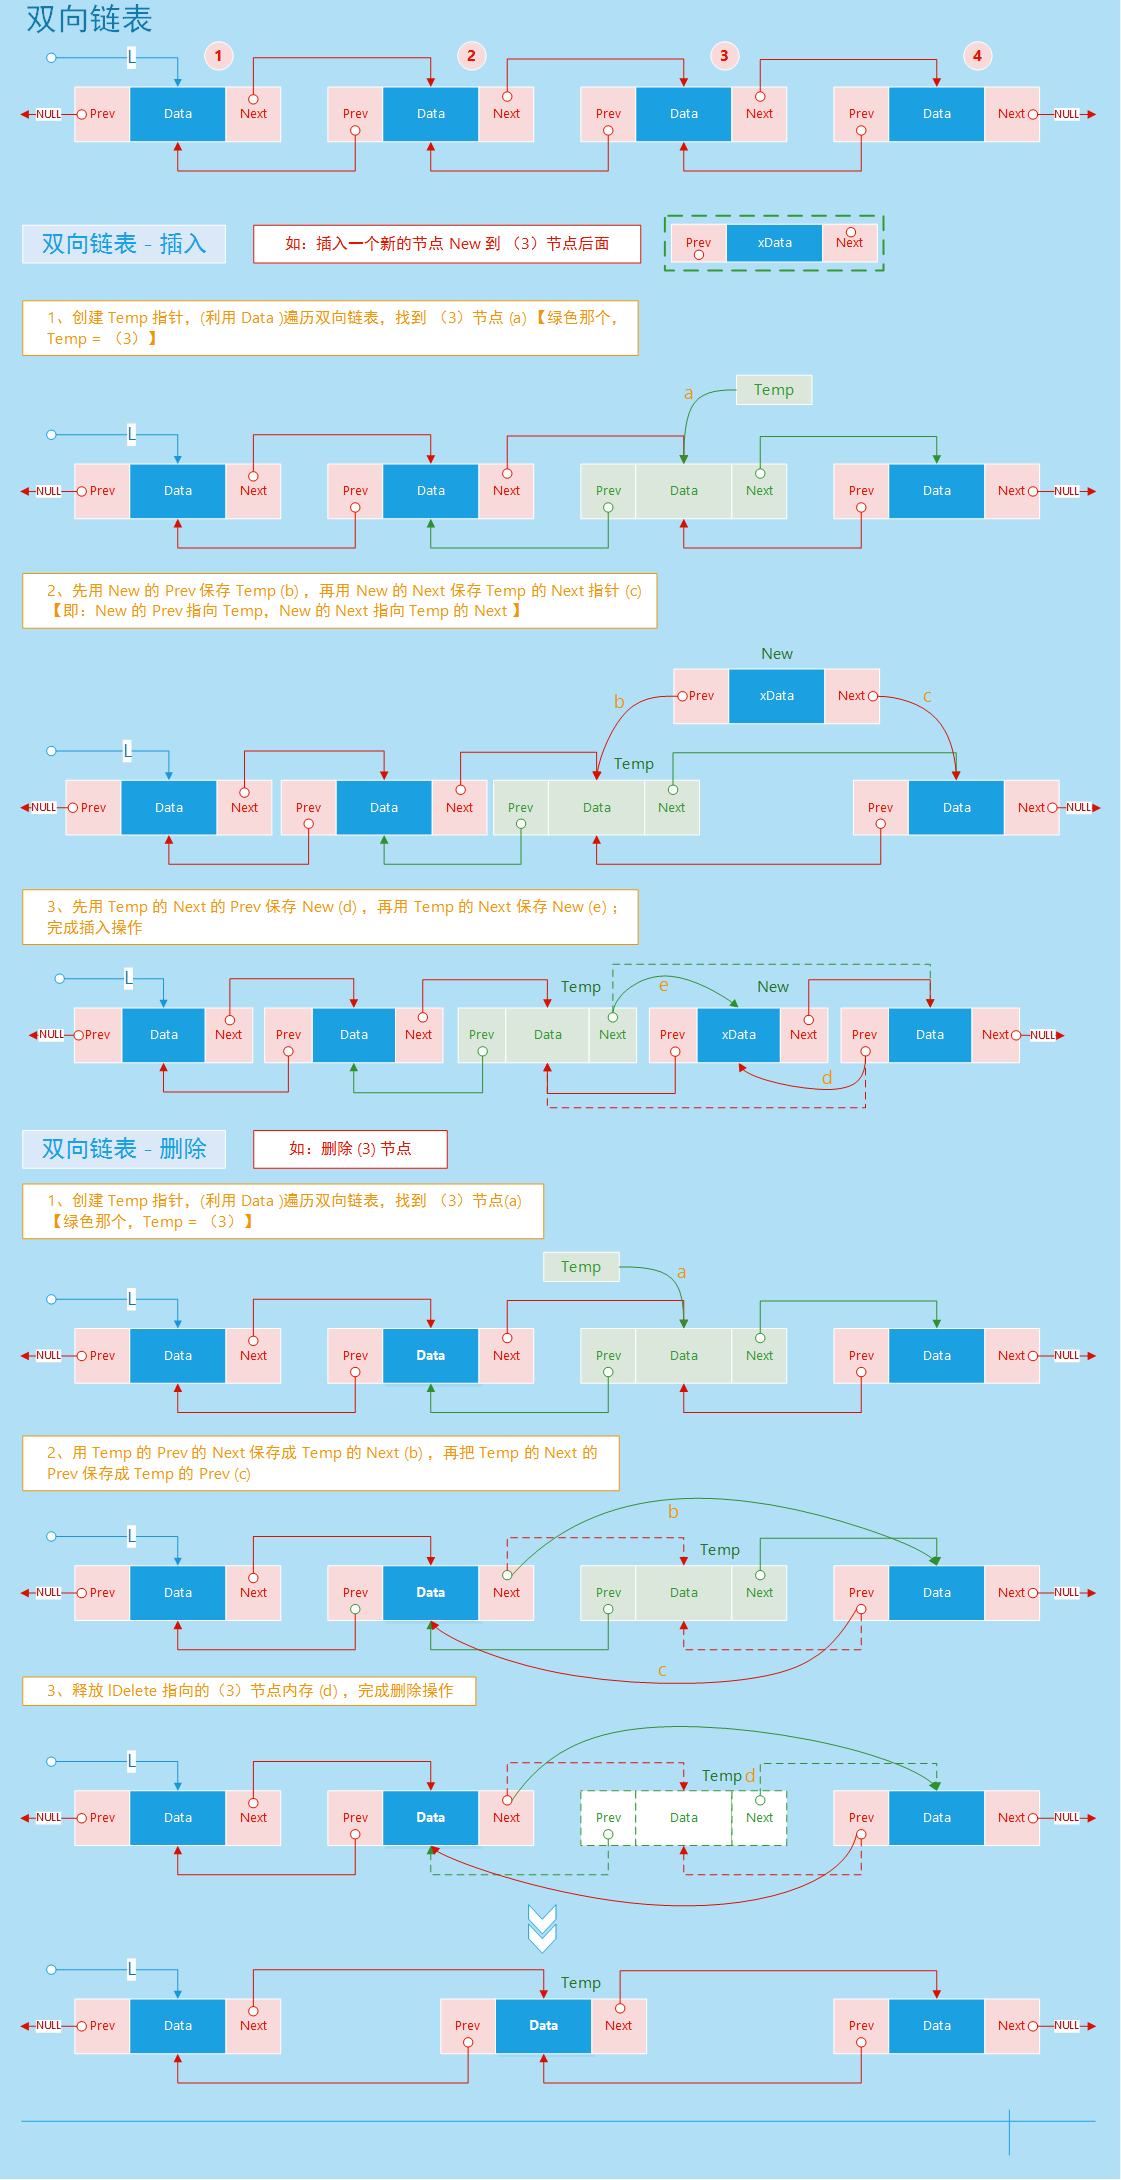 双向链表
L
1
2
3
4
NULL Prev Data Next Prev Data Next Prev Data Next Prev Data Next NULL
双向链表 - 插入
如：插入一个新的节点 New 到 （3）节点后面
Prev xData Next
1、创建 Temp 指针，(利用 Data )遍历双向链表，找到 （3）节点 (a) 【绿色那个，
Temp = （3）】
a
Temp
L
NULL Prev Data Next Prev Data Next Prev Data Next Prev Data Next NULL
2、先用 New 的 Prev 保存 Temp (b) ，再用 New 的 Next 保存 Temp 的 Next 指针 (c)
【即：New 的 Prev 指向 Temp，New 的 Next 指向 Temp 的 Next 】
New
b
Prev xData Next
c
L
Temp
NULL Prev Data Next Prev Data Next Prev Data Next Prev Data Next NULL
3、先用 Temp 的 Next 的 Prev 保存 New (d) ，再用 Temp 的 Next 保存 New (e) ；
完成插入操作
L
Temp
e
New
NULL Prev Data Next Prev Data Next Prev Data Next Prev xData Next Prev Data Next NULL
d
双向链表 - 删除
如：删除 (3) 节点
1、创建 Temp 指针，(利用 Data )遍历双向链表，找到 （3）节点(a)
【绿色那个，Temp = （3）】
Temp
a
L
NULL Prev Data Next Prev Data Next Prev Data Next Prev Data Next NULL
2、用 Temp 的 Prev 的 Next 保存成 Temp 的 Next (b) ，再把 Temp 的 Next 的
Prev 保存成 Temp 的 Prev (c)
b
L
Temp
NULL Prev Data Next Prev Data Next Prev Data Next Prev Data Next NULL
c
3、释放 lDelete 指向的（3）节点内存 (d) ，完成删除操作
L
Temp
d
NULL Prev Data Next Prev Data Next Prev Data Next Prev Data Next NULL
L
Temp
NULL Prev Data Next Prev Data Next Prev Data Next NULL